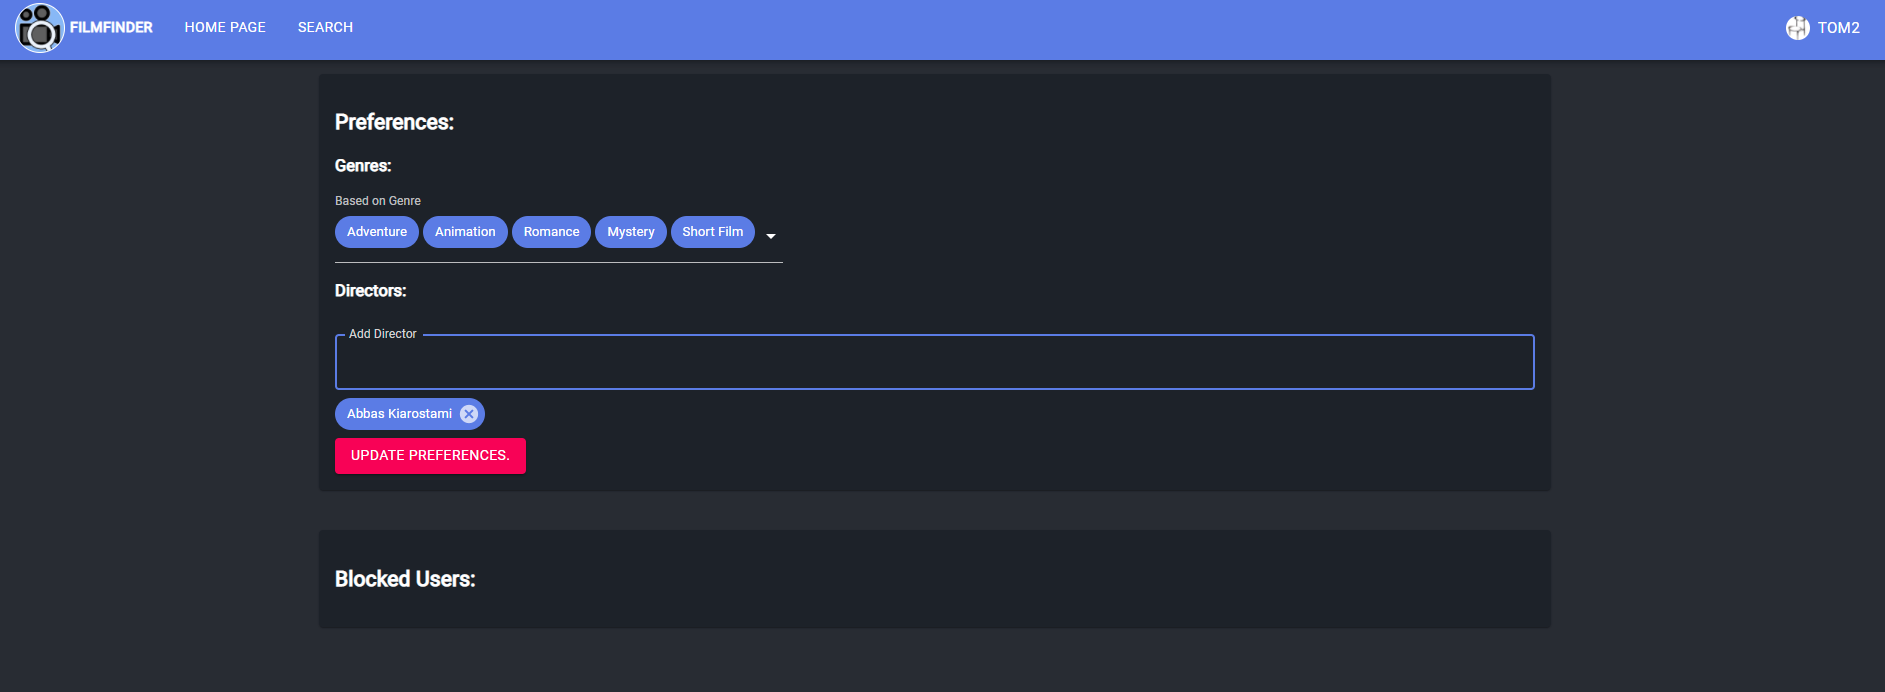 FILMFINDER HOME PAGE SEARCH TOM2
Preferences:
Genres:
Based on Genre
Adventure Animation Romance Mystery Short Film
Directors:
Add Director
Abbas Kiarostami
UPDATE PREFERENCES.
Blocked Users: